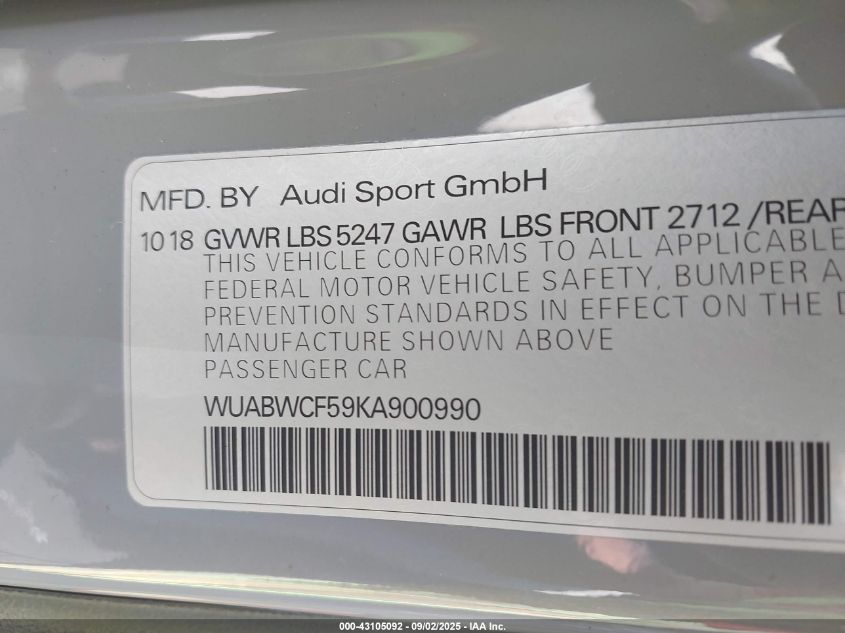 MFD. BY Audi Sport GmbH
10 18 GVWR LBS 5247 GAWR LBS FRONT 2712 /REAR
THIS VEHICLE CONFORMS TO ALL APPLICABLE
FEDERAL MOTOR VEHICLE SAFETY, BUMPER A
PREVENTION STANDARDS IN EFFECT ON THE D
MANUFACTURE SHOWN ABOVE
PASSENGER CAR
WUABWCF59KA900990
000-43105092 - 09/02/2025 - IAA Inc.